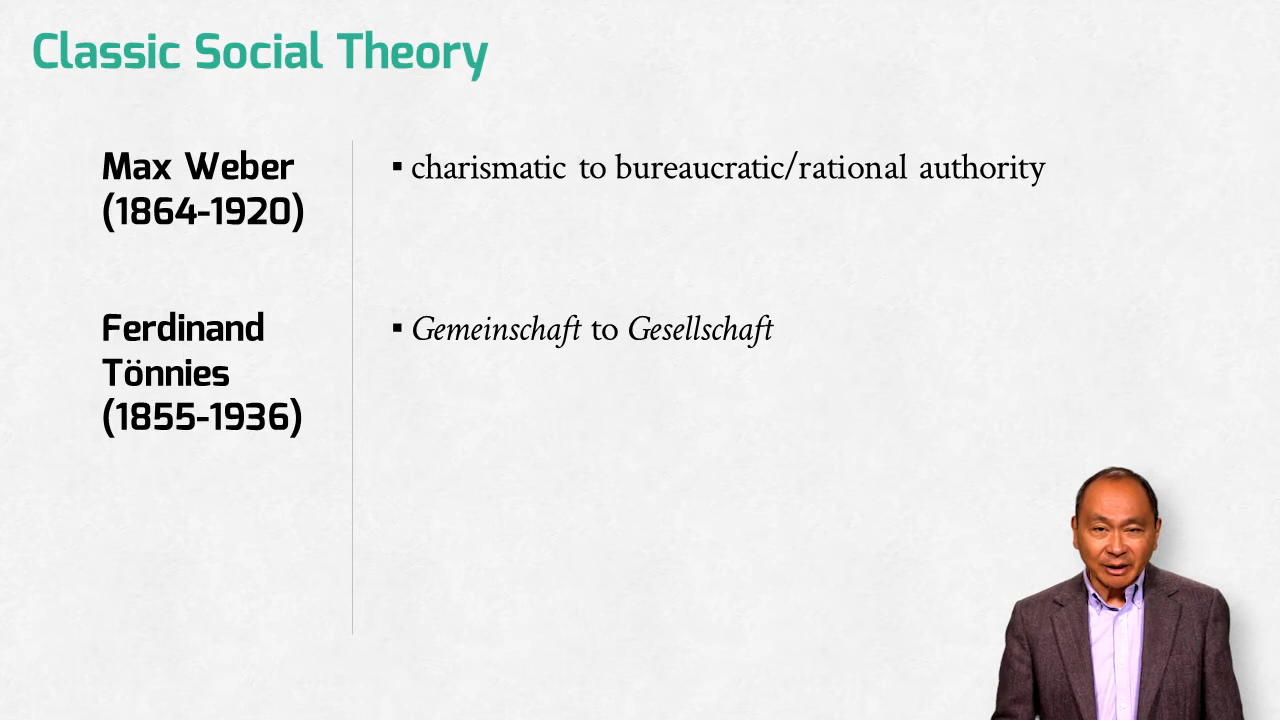 Classic Social Theory
Max Weber
(1864-1920)
▪ charismatic to bureaucratic/rational authority
Ferdinand
Tönnies
(1855-1936)
▪ Gemeinschaft to Gesellschaft